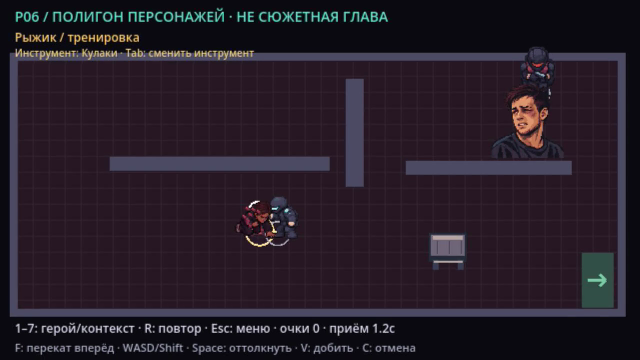 P06 / ПОЛИГОН ПЕРСОНАЖЕЙ · НЕ СЮЖЕТНАЯ ГЛАВА
Рыжик / тренировка
Инструмент: Кулаки · Tab: сменить инструмент
1–7: герой/контекст · R: повтор · Esc: меню · очки 0 · приём 1.2с
F: перекат вперёд · WASD/Shift · Space: оттолкнуть · V: добить · C: отмена